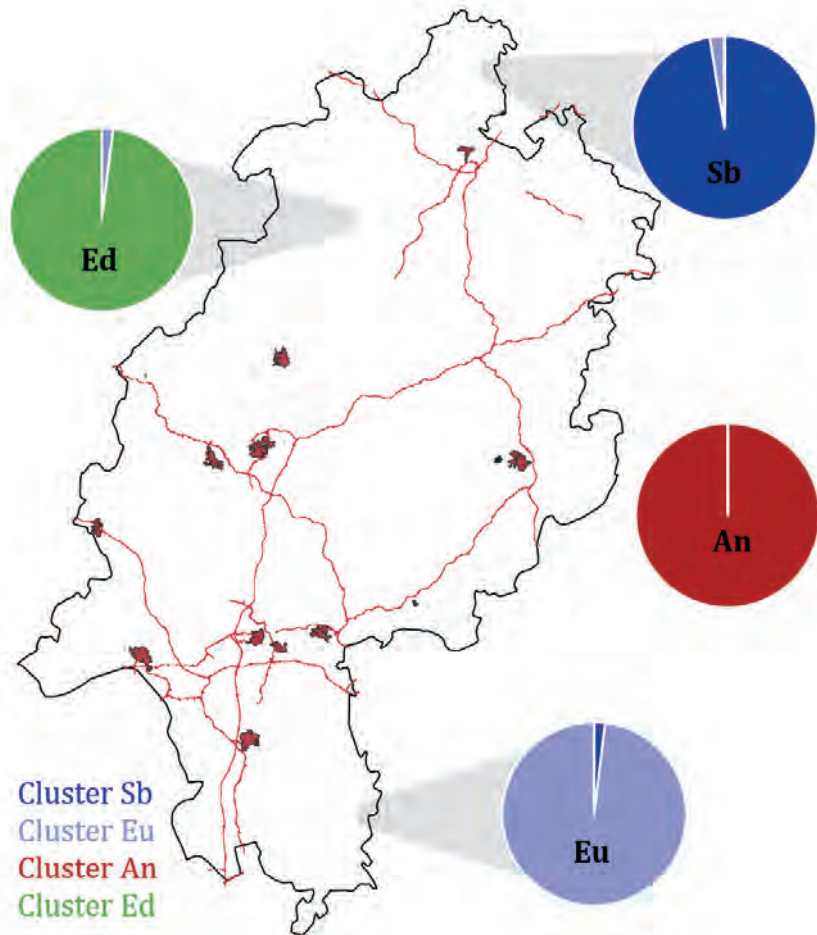 Sb
Ed
An
Eu
Cluster Sb
Cluster Eu
Cluster An
Cluster Ed